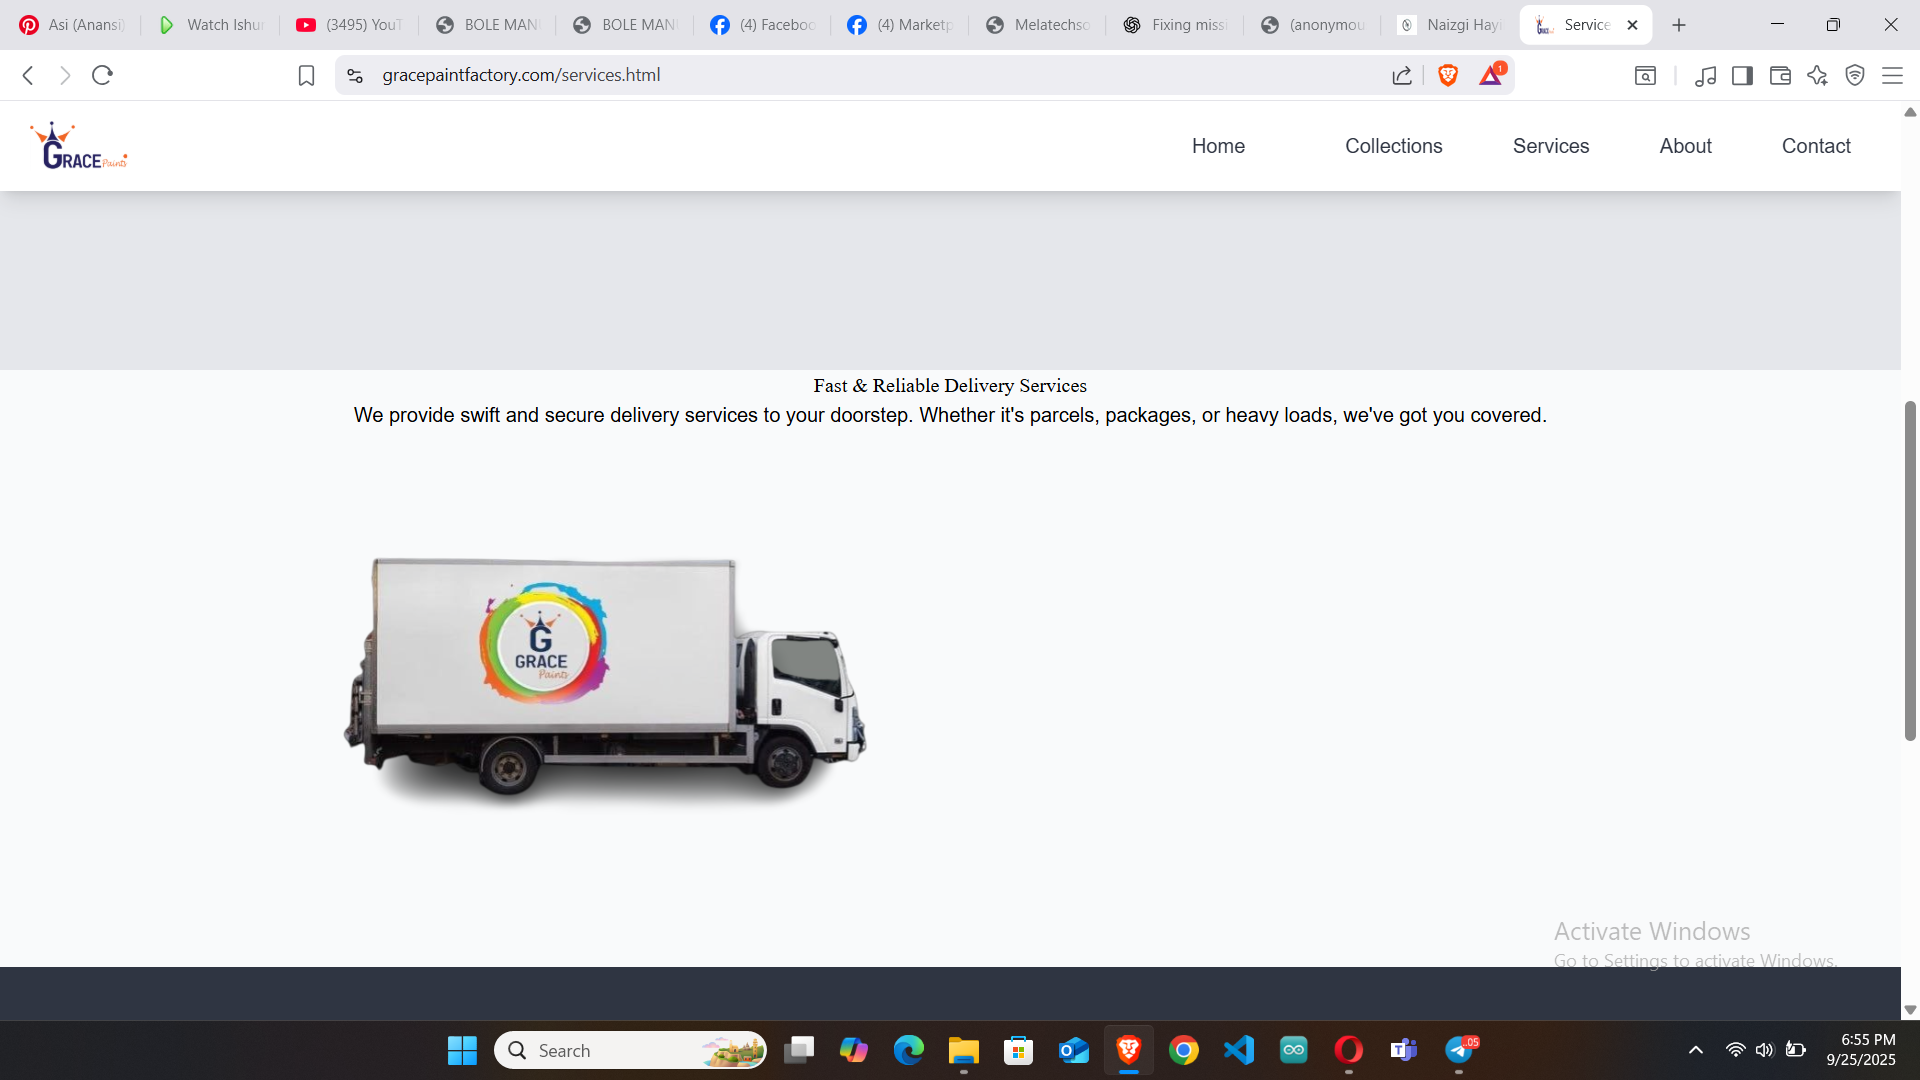 Asi (Anansi)
Watch Ishur
(3495) YouT
BOLE MAN
BOLE MAN
(4) Faceboo
(4) Marketp
Melatechso
Fixing missi
(anonymou
Naizgi Hayi
Service
gracepaintfactory.com/services.html
1
GRACE Paints
Home
Collections
Services
About
Contact
Fast & Reliable Delivery Services
We provide swift and secure delivery services to your doorstep. Whether it's parcels, packages, or heavy loads, we've got you covered.
G
GRACE
Paints
Activate Windows
Go to Settings to activate Windows.
Search
.05
6:55 PM
9/25/2025